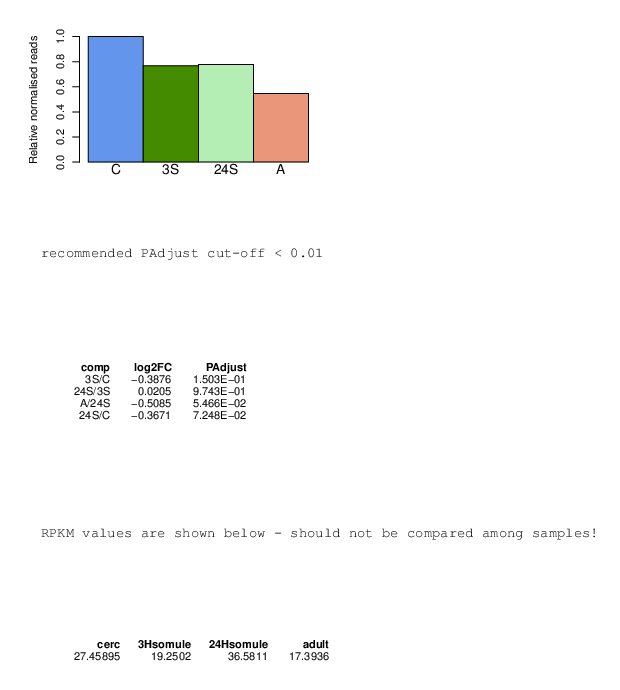 Relative normalised reads
1.0
0.8
0.6
0.4
0.2
0.0
C 3S 24S A
recommended PAdjust cut-off < 0.01
comp log2FC PAdjust
3S/C −0.3876 1.503E−01
24S/3S 0.0205 9.743E−01
A/24S −0.5085 5.466E−02
24S/C −0.3671 7.248E−02
RPKM values are shown below - should not be compared among samples!
cerc 3Hsomule 24Hsomule adult
27.45895 19.2502 36.5811 17.3936